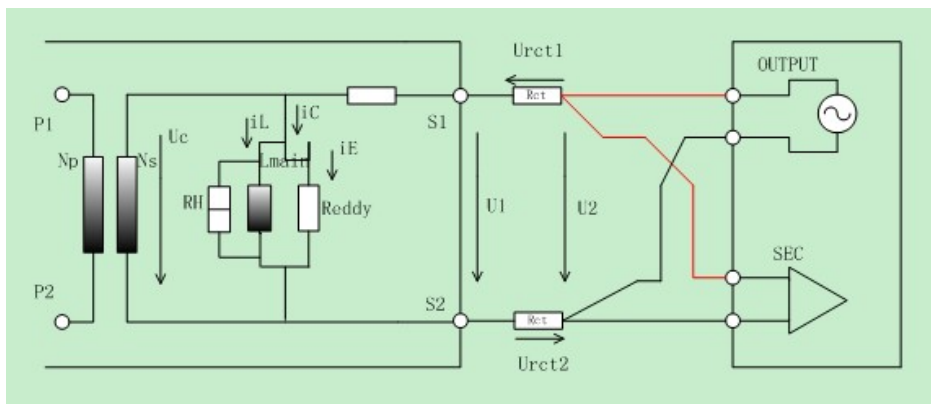 Urct1
OUTPUT
Rct
P1
S1
iC
iL
Uc
iE
Np
Ns
Lmain
RH
Reddy
U1
U2
SEC
P2
S2
Rct
Urct2